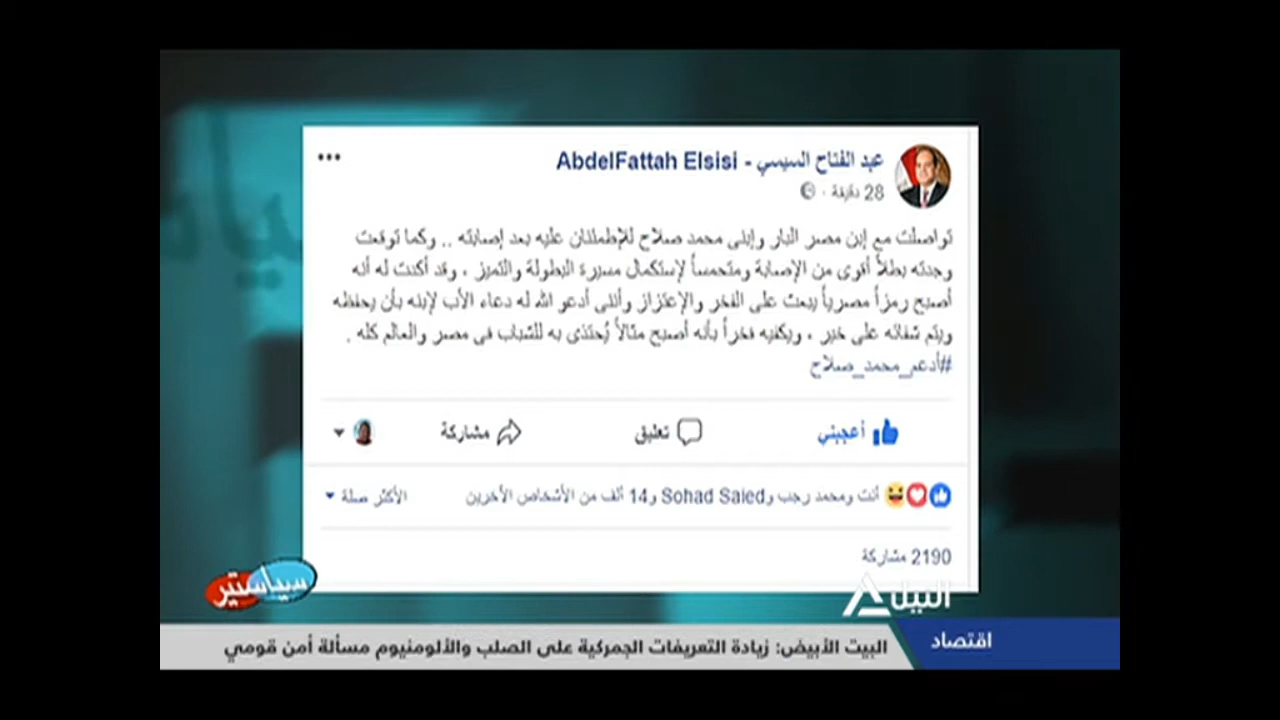 عبد الفتاح السيسي - AbdelFattah Elsisi
28 دقيقة ·
تواصلت مع إبن مصر البار وإبنى محمد صلاح للإطمئنان عليه بعد إصابته .. وكما توقعت
وجدته بطلاً أقوى من الإصابة ومتحمساً لإستكمال مسيرة البطولة والتميز ، وقد أكدت له أنه
أصبح رمزاً مصرياً يبعث على الفخر والإعتزاز وأننى أدعو الله له دعاء الأب لإبنه بأن يحفظه
ويتم شفائه على خير ، ويكفيه فخراً بأنه أصبح مثالاً يُحتذى به للشباب فى مصر والعالم كله .
#أدعم_محمد_صلاح
أعجبني تعليق مشاركة
أنت ومحمد رجب وSohad Saied و14 ألف من الأشخاص الآخرين الأكثر صلة
2190 مشاركة
سياستير
النيل
اقتصاد
البيت الأبيض: زيادة التعريفات الجمركية على الصلب والألومنيوم مسألة أمن قومي